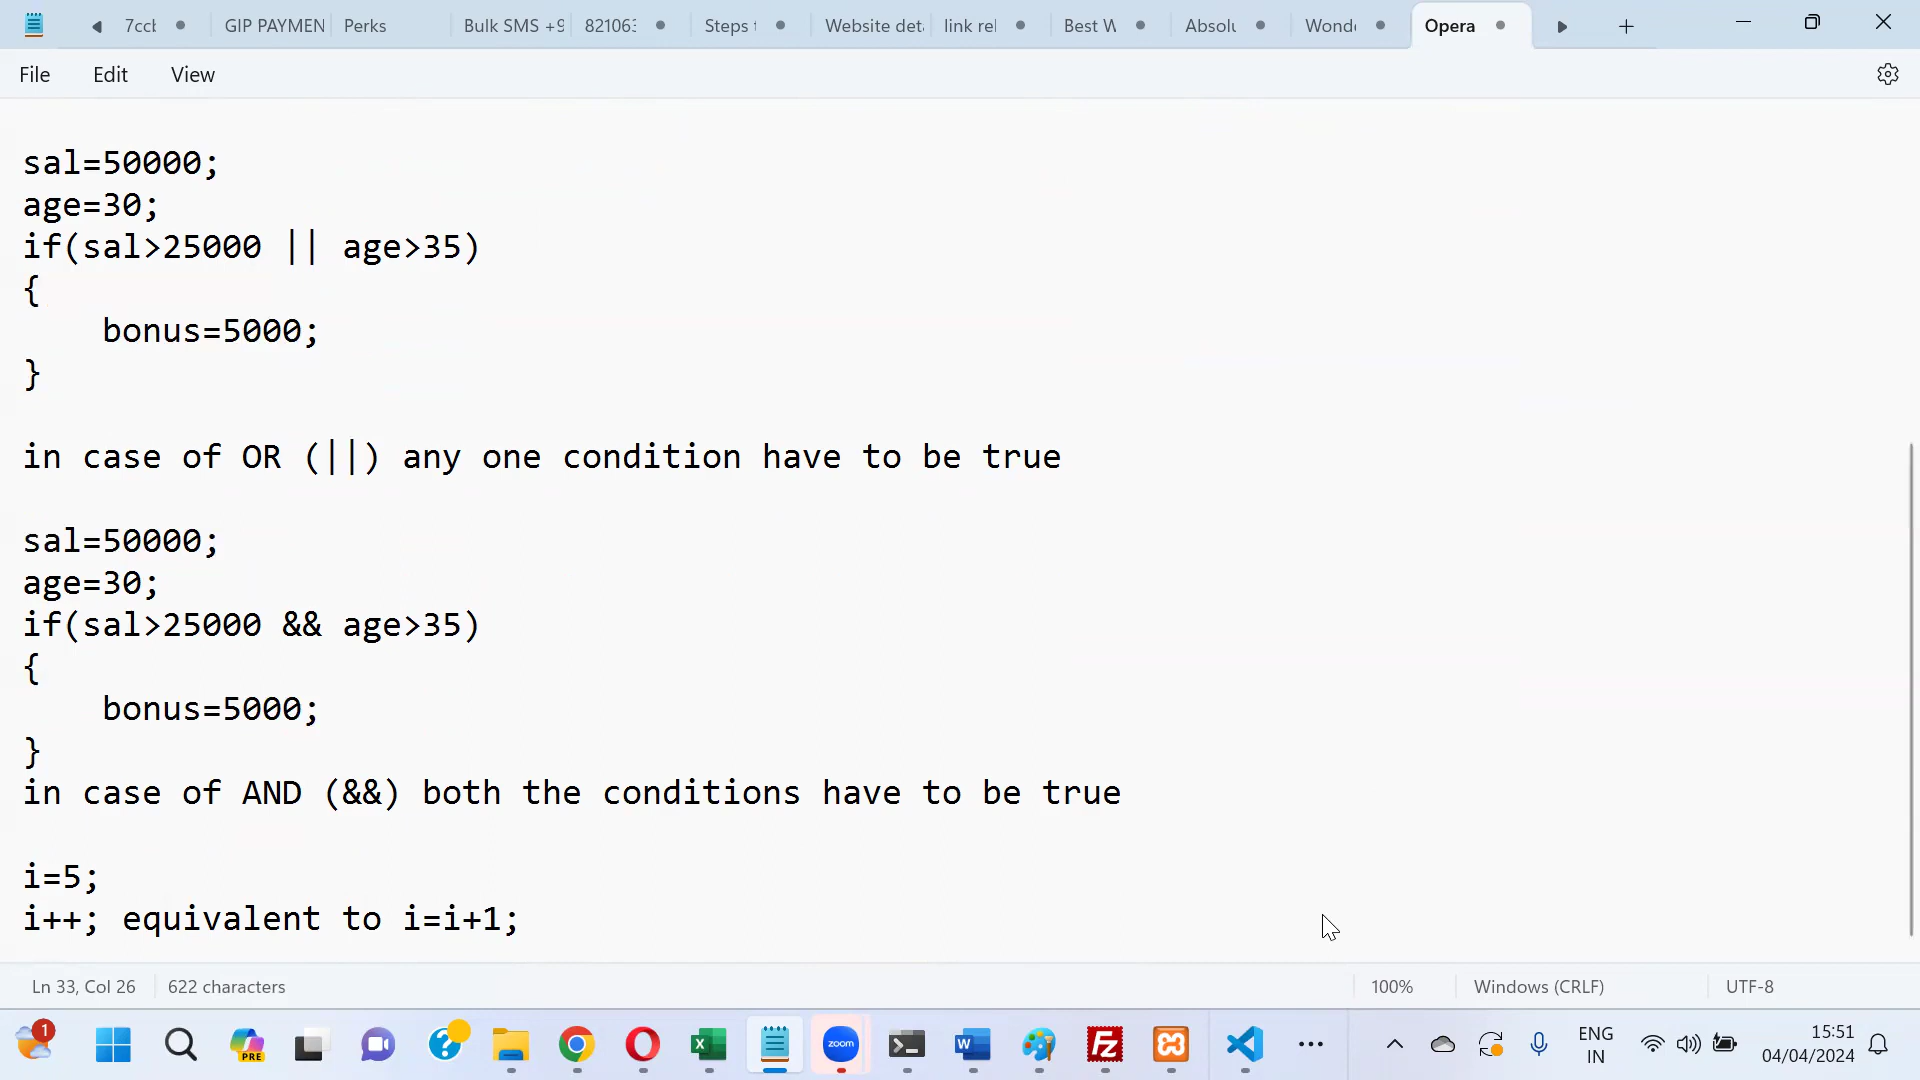 7cct
GIP PAYMEN
Perks
Bulk SMS +9
82106
Steps
Website det
link rel
Best W
Absol
Wond
Opera
File
Edit
View
sal=50000;
age=30;
if(sal>25000 || age>35)
{
bonus=5000;
}
in case of OR (||) any one condition have to be true
sal=50000;
age=30;
if(sal>25000 && age>35)
{
bonus=5000;
}
in case of AND (&&) both the conditions have to be true
i=5;
i++; equivalent to i=i+1;
Ln 33, Col 26
622 characters
100%
Windows (CRLF)
UTF-8
1
PRE
zoom
ENG
IN
15:51
04/04/2024